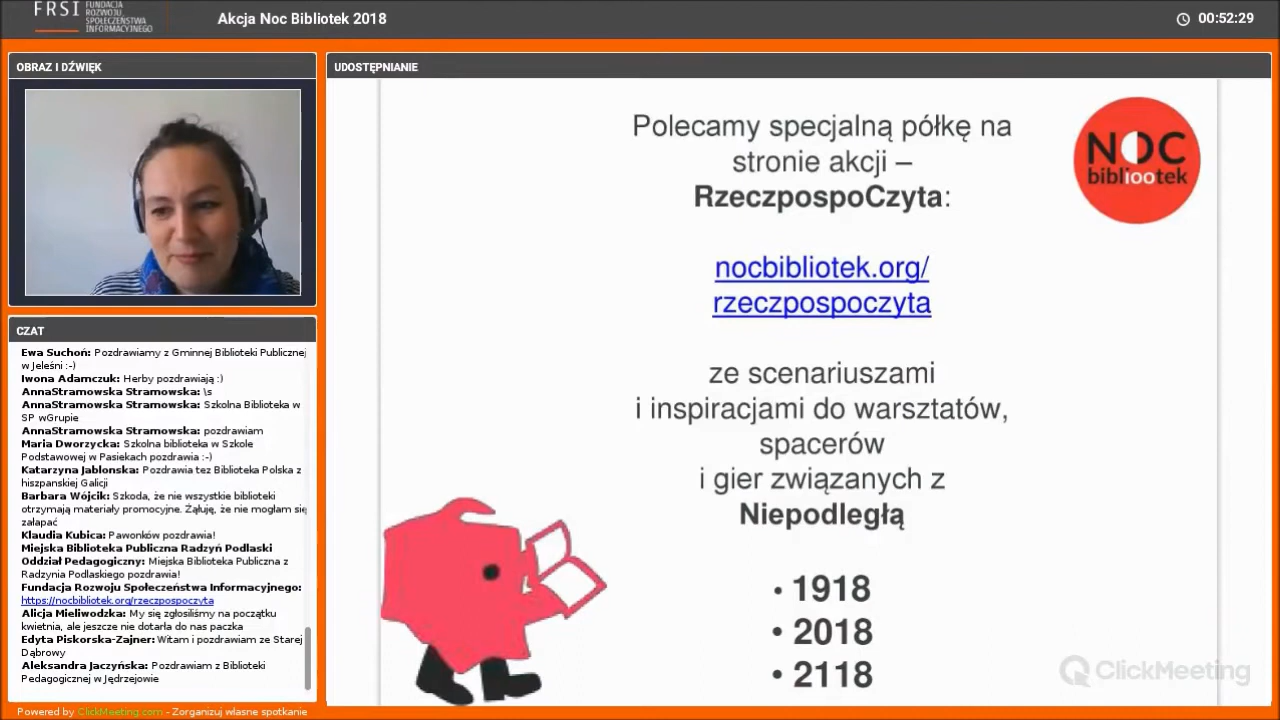 FRSI
FUNDACJA
ROZWOJU
SPOŁECZEŃSTWA
INFORMACYJNEGO
Akcja Noc Bibliotek 2018
00:52:29
OBRAZ I DŹWIĘK
CZAT
Ewa Suchoń: Pozdrawiamy z Gminnej Biblioteki Publicznej
w Jeleśni :-)
Iwona Adamczuk: Herby pozdrawiają :)
AnnaStramowska Stramowska: \s
AnnaStramowska Stramowska: Szkolna Biblioteka w
SP wGrupie
AnnaStramowska Stramowska: pozdrawiam
Maria Dworzycka: Szkolna biblioteka w Szkole
Podstawowej w Pasiekach pozdrawia :-)
Katarzyna Jablonska: Pozdrawia tez Biblioteka Polska z
hiszpanskiej Galicji
Barbara Wójcik: Szkoda, że nie wszystkie biblioteki
otrzymają materiały promocyjne. Żąłuję, że nie mogłam się
załapać
Klaudia Kubica: Pawonków pozdrawia!
Miejska Biblioteka Publiczna Radzyń Podlaski
Oddział Pedagogiczny: Miejska Biblioteka Publiczna z
Radzynia Podlaskiego pozdrawia!
Fundacja Rozwoju Społeczeństwa Informacyjnego:
https://nocbibliotek.org/rzeczpospoczyta
Alicja Mieliwodzka: My się zgłosiliśmy na początku
kwietnia, ale jeszcze nie dotarła do nas paczka
Edyta Piskorska-Zajner: Witam i pozdrawiam ze Starej
Dąbrowy
Aleksandra Jaczyńska: Pozdrawiam z Biblioteki
Pedagogicznej w Jędrzejowie
Powered by ClickMeeting.com - Zorganizuj własne spotkanie
UDOSTĘPNIANIE
Polecamy specjalną półkę na
stronie akcji –
RzeczpospoCzyta:
nocbibliotek.org/
rzeczpospoczyta
ze scenariuszami
i inspiracjami do warsztatów,
spacerów
i gier związanych z
Niepodległą
• 1918
• 2018
• 2118
NOC
bibliootek
ClickMeeting